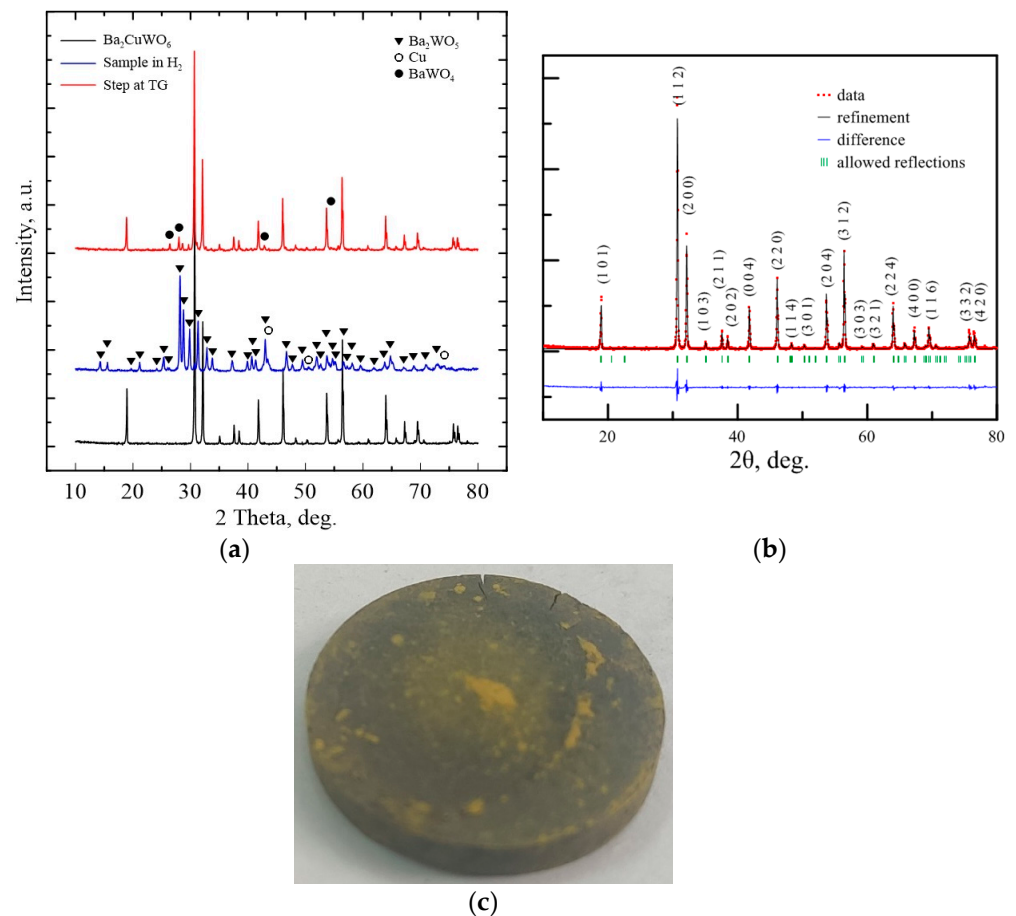 Ba₂CuWO₆
Sample in H₂
Step at TG
Ba₂WO₅
Cu
BaWO₄
Intensity, a.u.
10 20 30 40 50 60 70 80
2 Theta, deg.
(a)
data
refinement
difference
allowed reflections
(1 0 1)
(1 1 2)
(2 0 0)
(1 0 3)
(2 1 1)
(2 0 2)
(0 0 4)
(2 2 0)
(1 1 4)
(3 0 1)
(2 0 4)
(3 1 2)
(3 0 3)
(3 2 1)
(2 2 4)
(4 0 0)
(1 1 6)
(3 3 2)
(4 2 0)
20 40 60 80
2θ, deg.
(b)
(c)